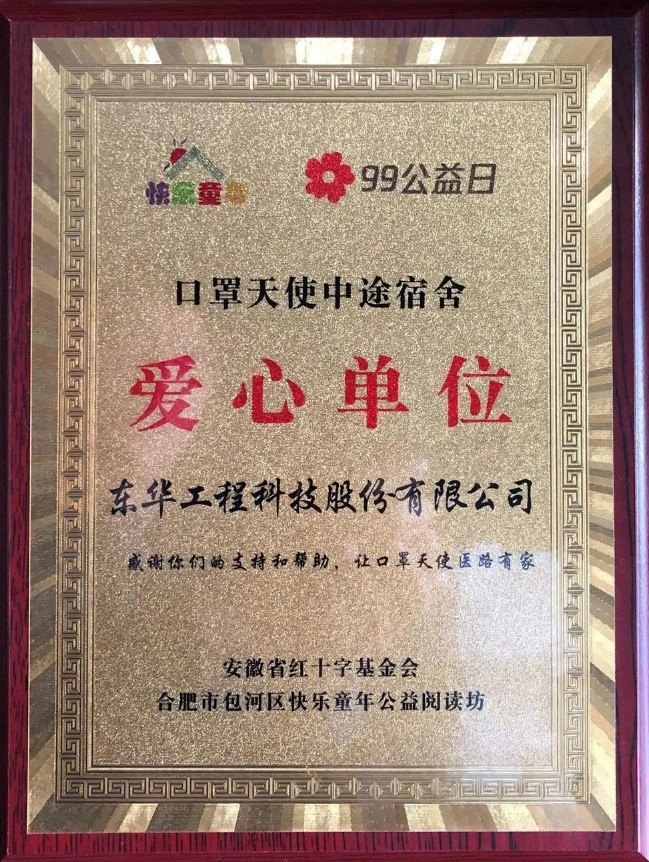 快乐童年
99公益日
口罩天使中途宿舍
爱心单位
东华工程科技股份有限公司
感谢你们的支持和帮助，让口罩天使医路有家
安徽省红十字基金会
合肥市包河区快乐童年公益阅读坊